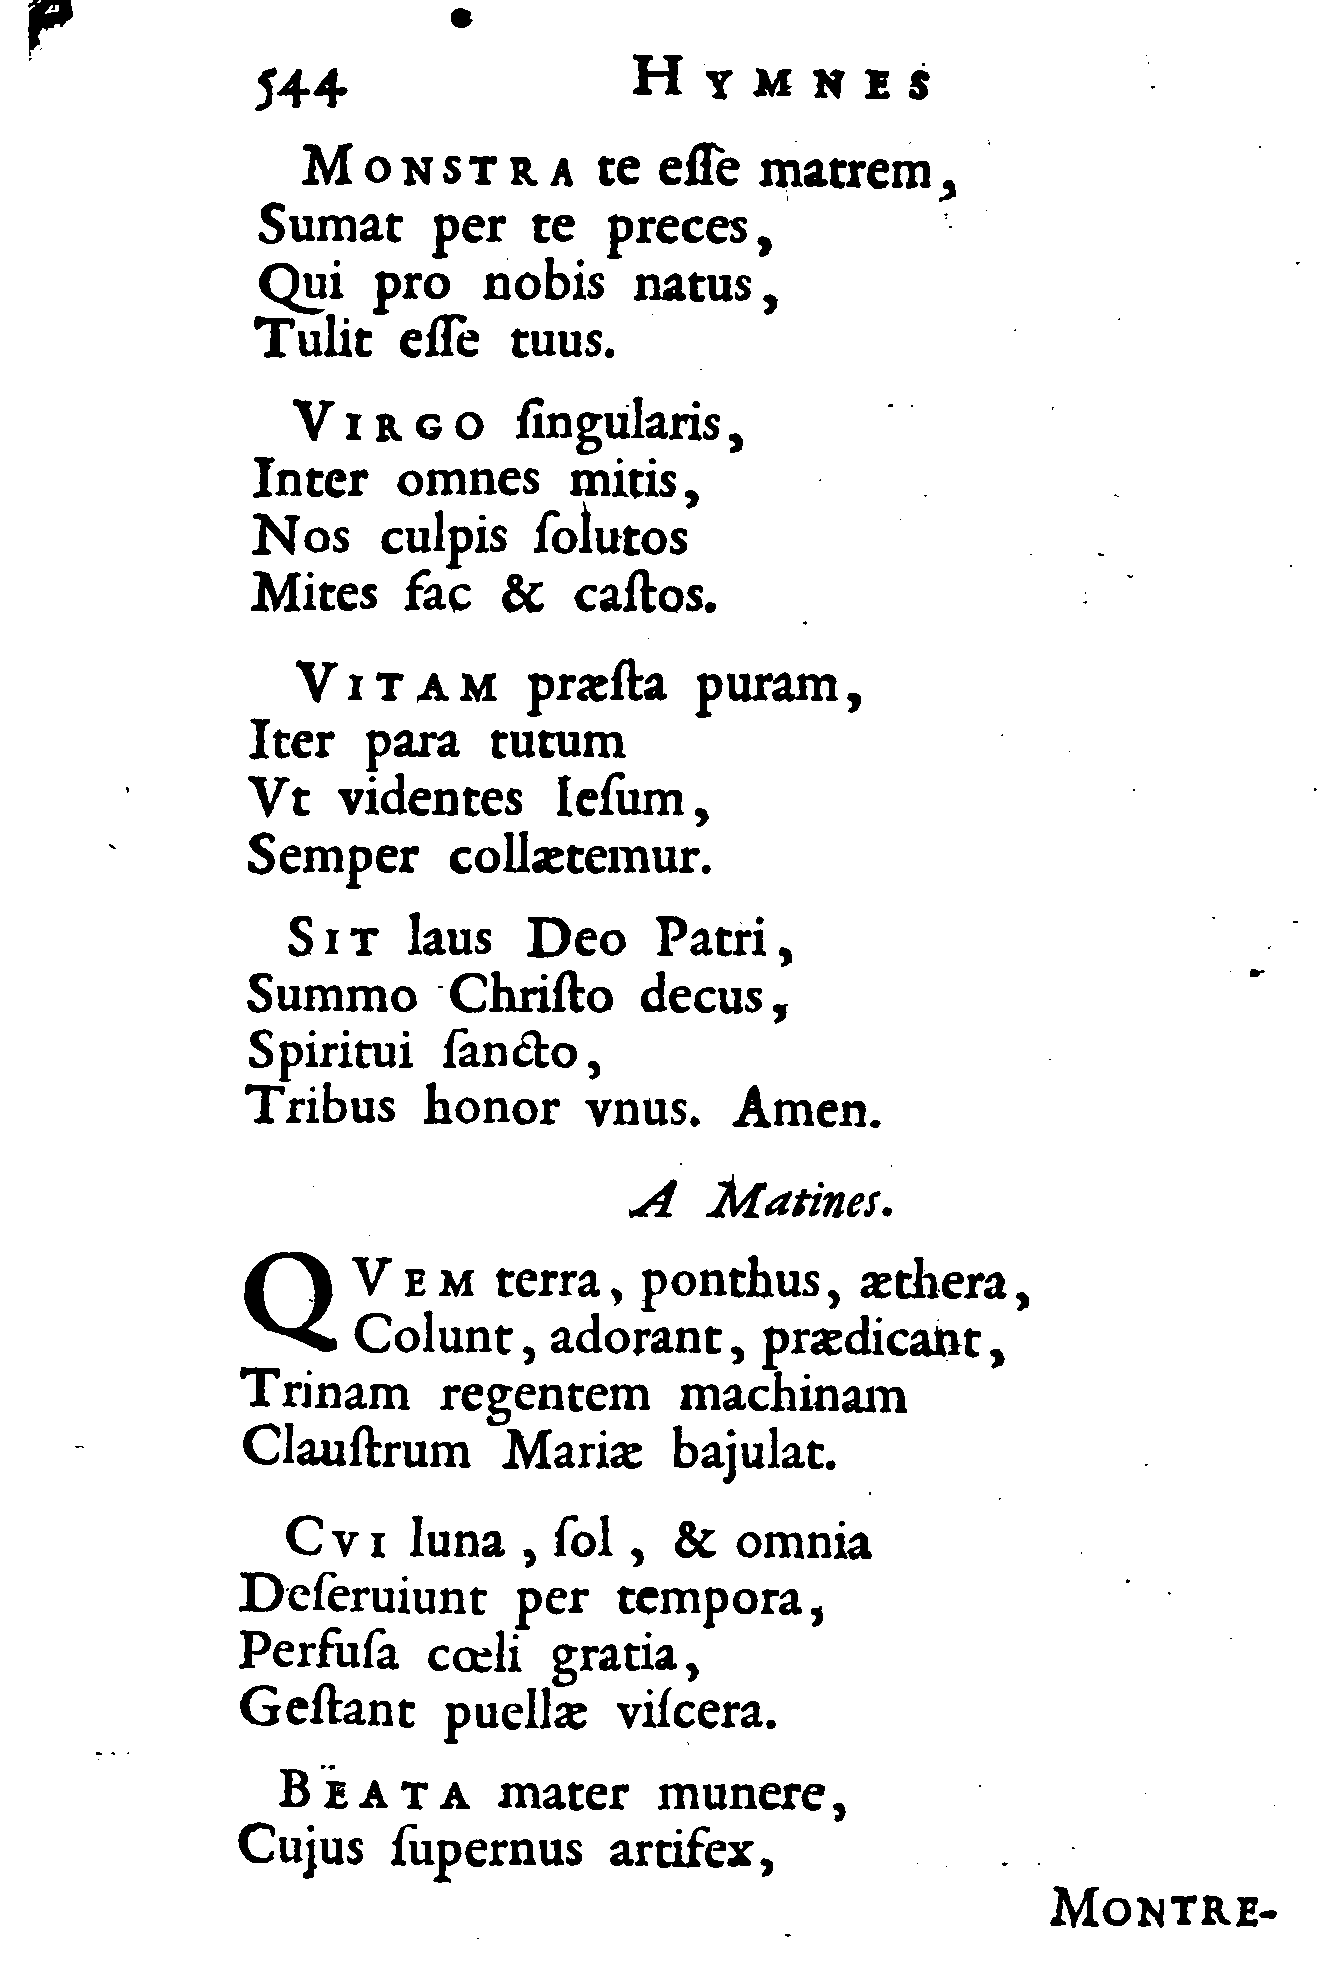 544 HYMNES
MONSTRA te eſſe matrem,
Sumat per te preces,
Qui pro nobis natus,
Tulit eſſe tuus.
VIRGO ſingularis,
Inter omnes mitis,
Nos culpis ſolutos
Mites fac & caſtos.
VITAM præſta puram,
Iter para tutum
Vt videntes Ieſum,
Semper collætemur.
SIT laus Deo Patri,
Summo Chriſto decus,
Spiritui ſancto,
Tribus honor vnus. Amen.
A Matines.
QVEM terra, ponthus, æthera,
Colunt, adorant, prædicant,
Trinam regentem machinam
Clauſtrum Mariæ bajulat.
CVI luna, ſol, & omnia
Deſeruiunt per tempora,
Perfuſa cœli gratia,
Geſtant puellæ viſcera.
BEATA mater munere,
Cujus ſupernus artifex,
MONTRE-